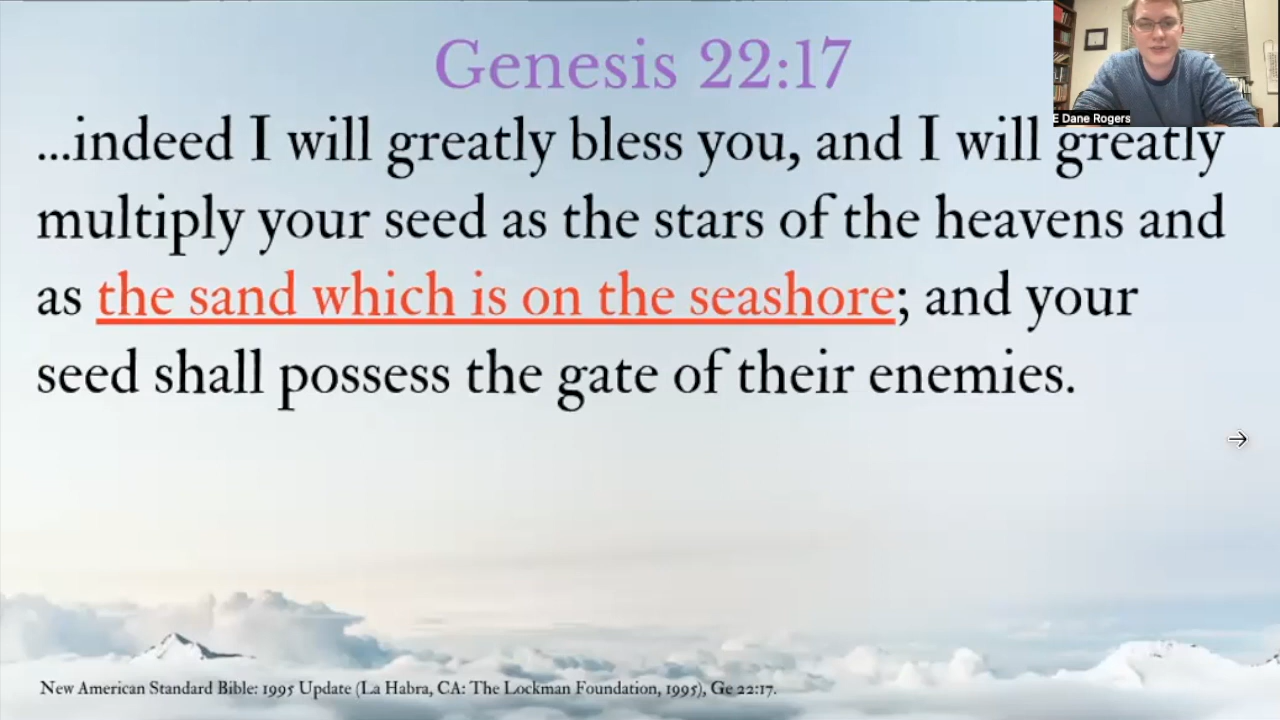 Genesis 22:17
...indeed I will greatly bless you, and I will greatly
multiply your seed as the stars of the heavens and
as the sand which is on the seashore; and your
seed shall possess the gate of their enemies.
E Dane Rogers
New American Standard Bible: 1995 Update (La Habra, CA: The Lockman Foundation, 1995), Ge 22:17.